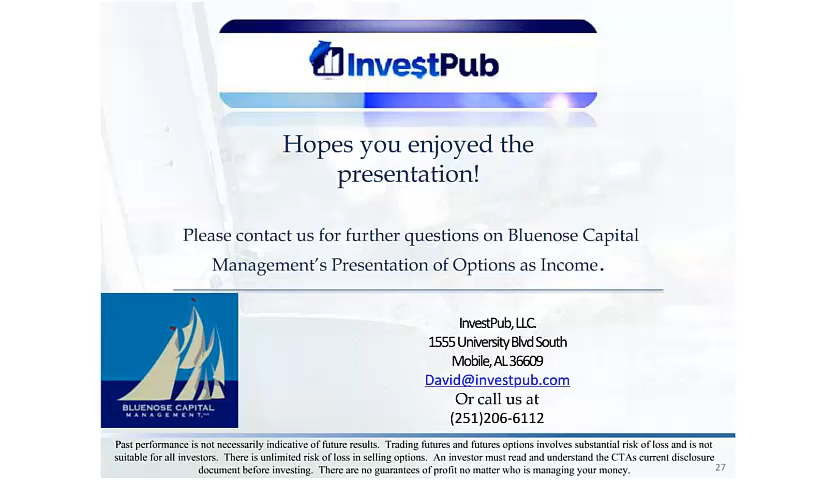 InvestPub
Hopes you enjoyed the
presentation!
Please contact us for further questions on Bluenose Capital
Management’s Presentation of Options as Income.
InvestPub, LLC.
1555 University Blvd South
Mobile, AL 36609
David@investpub.com
Or call us at
(251)206-6112
BLUENOSE CAPITAL
MANAGEMENT, LLC
Past performance is not necessarily indicative of future results. Trading futures and futures options involves substantial risk of loss and is not
suitable for all investors. There is unlimited risk of loss in selling options. An investor must read and understand the CTAs current disclosure
document before investing. There are no guarantees of profit no matter who is managing your money.
27